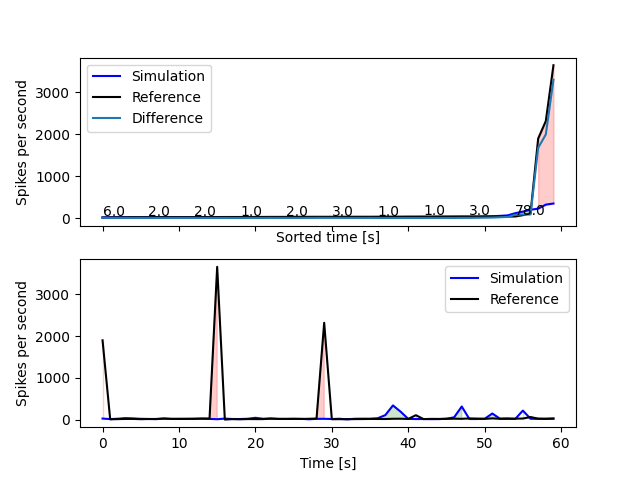 Spikes per second
3000
2000
1000
0
Simulation
Reference
Difference
6.0 2.0 2.0 1.0 2.0 3.0 1.0 1.0 3.0 78.0
Sorted time [s]
Spikes per second
3000
2000
1000
0
Simulation
Reference
0 10 20 30 40 50 60
Time [s]